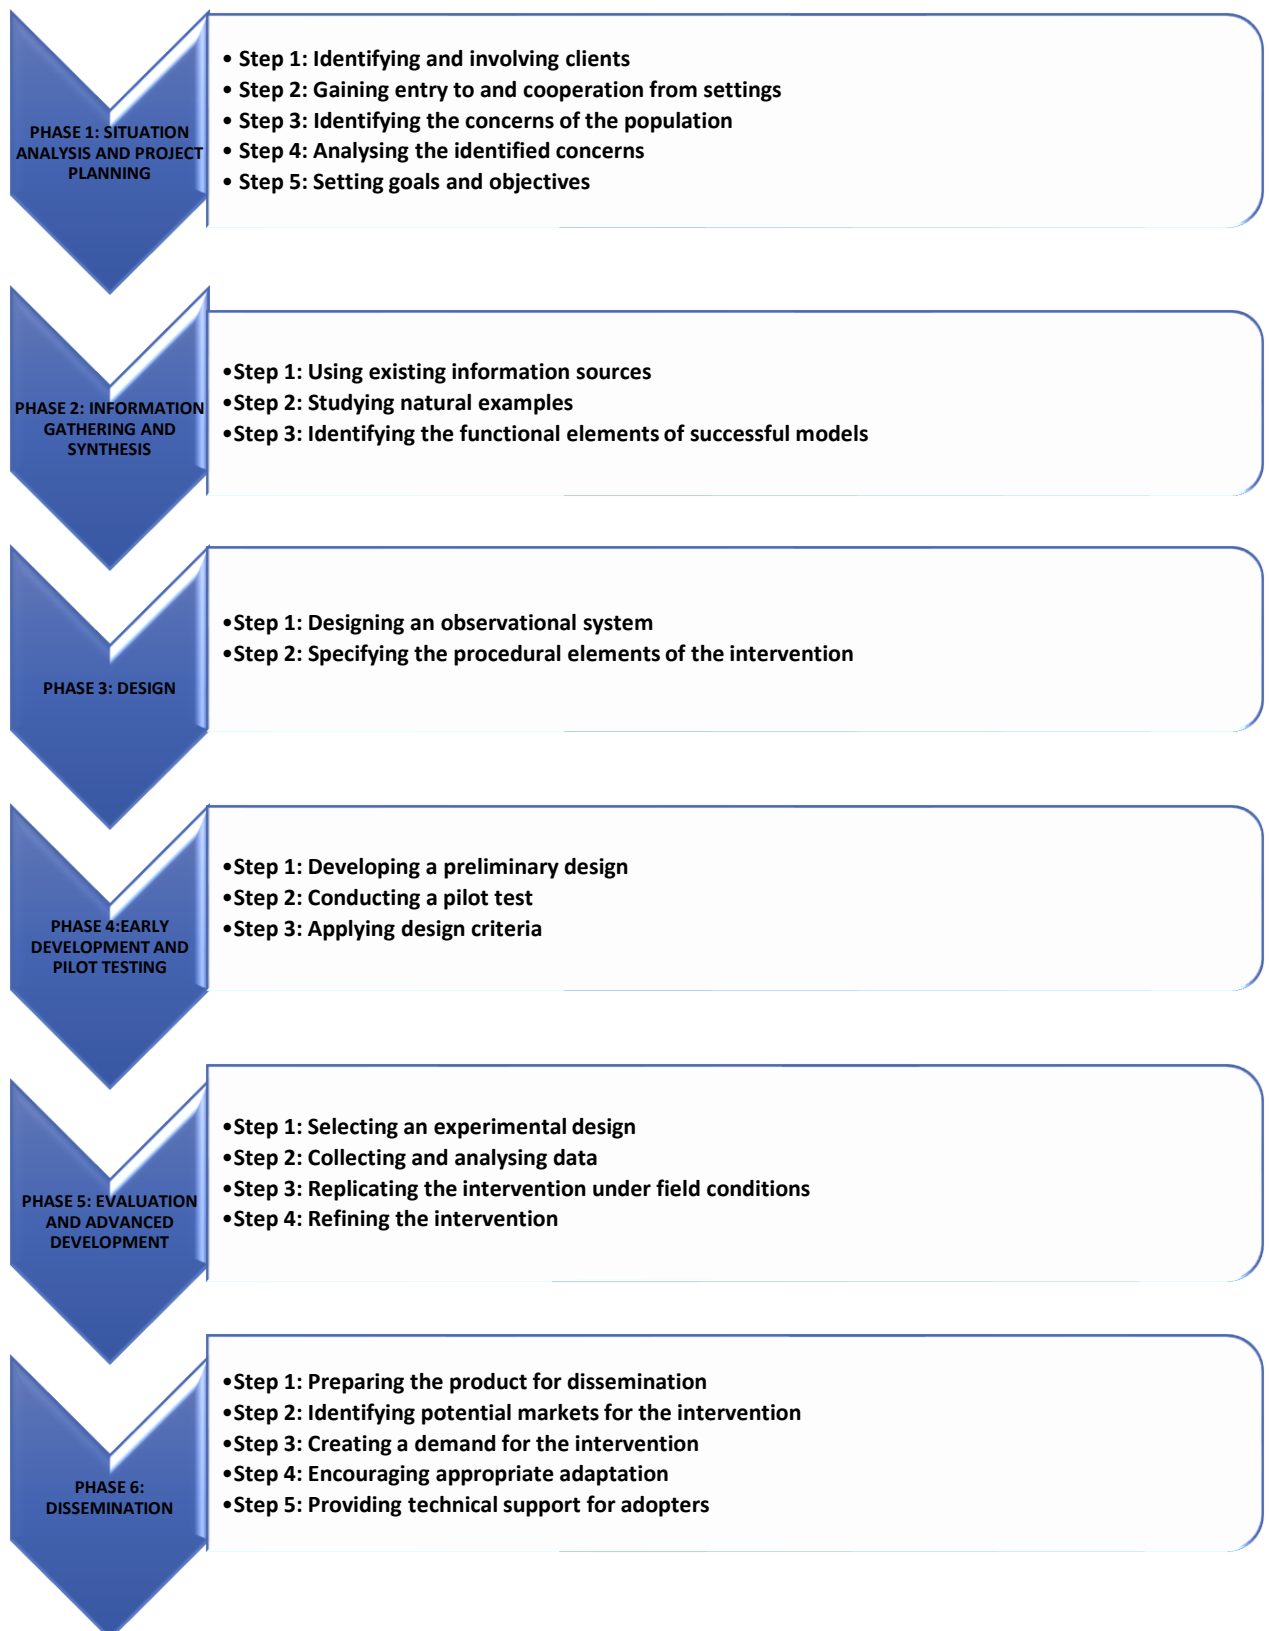 PHASE 1: SITUATION
ANALYSIS AND PROJECT
PLANNING
• Step 1: Identifying and involving clients
• Step 2: Gaining entry to and cooperation from settings
• Step 3: Identifying the concerns of the population
• Step 4: Analysing the identified concerns
• Step 5: Setting goals and objectives
PHASE 2: INFORMATION
GATHERING AND
SYNTHESIS
•Step 1: Using existing information sources
•Step 2: Studying natural examples
•Step 3: Identifying the functional elements of successful models
PHASE 3: DESIGN
•Step 1: Designing an observational system
•Step 2: Specifying the procedural elements of the intervention
PHASE 4:EARLY
DEVELOPMENT AND
PILOT TESTING
•Step 1: Developing a preliminary design
•Step 2: Conducting a pilot test
•Step 3: Applying design criteria
PHASE 5: EVALUATION
AND ADVANCED
DEVELOPMENT
•Step 1: Selecting an experimental design
•Step 2: Collecting and analysing data
•Step 3: Replicating the intervention under field conditions
•Step 4: Refining the intervention
PHASE 6:
DISSEMINATION
•Step 1: Preparing the product for dissemination
•Step 2: Identifying potential markets for the intervention
•Step 3: Creating a demand for the intervention
•Step 4: Encouraging appropriate adaptation
•Step 5: Providing technical support for adopters